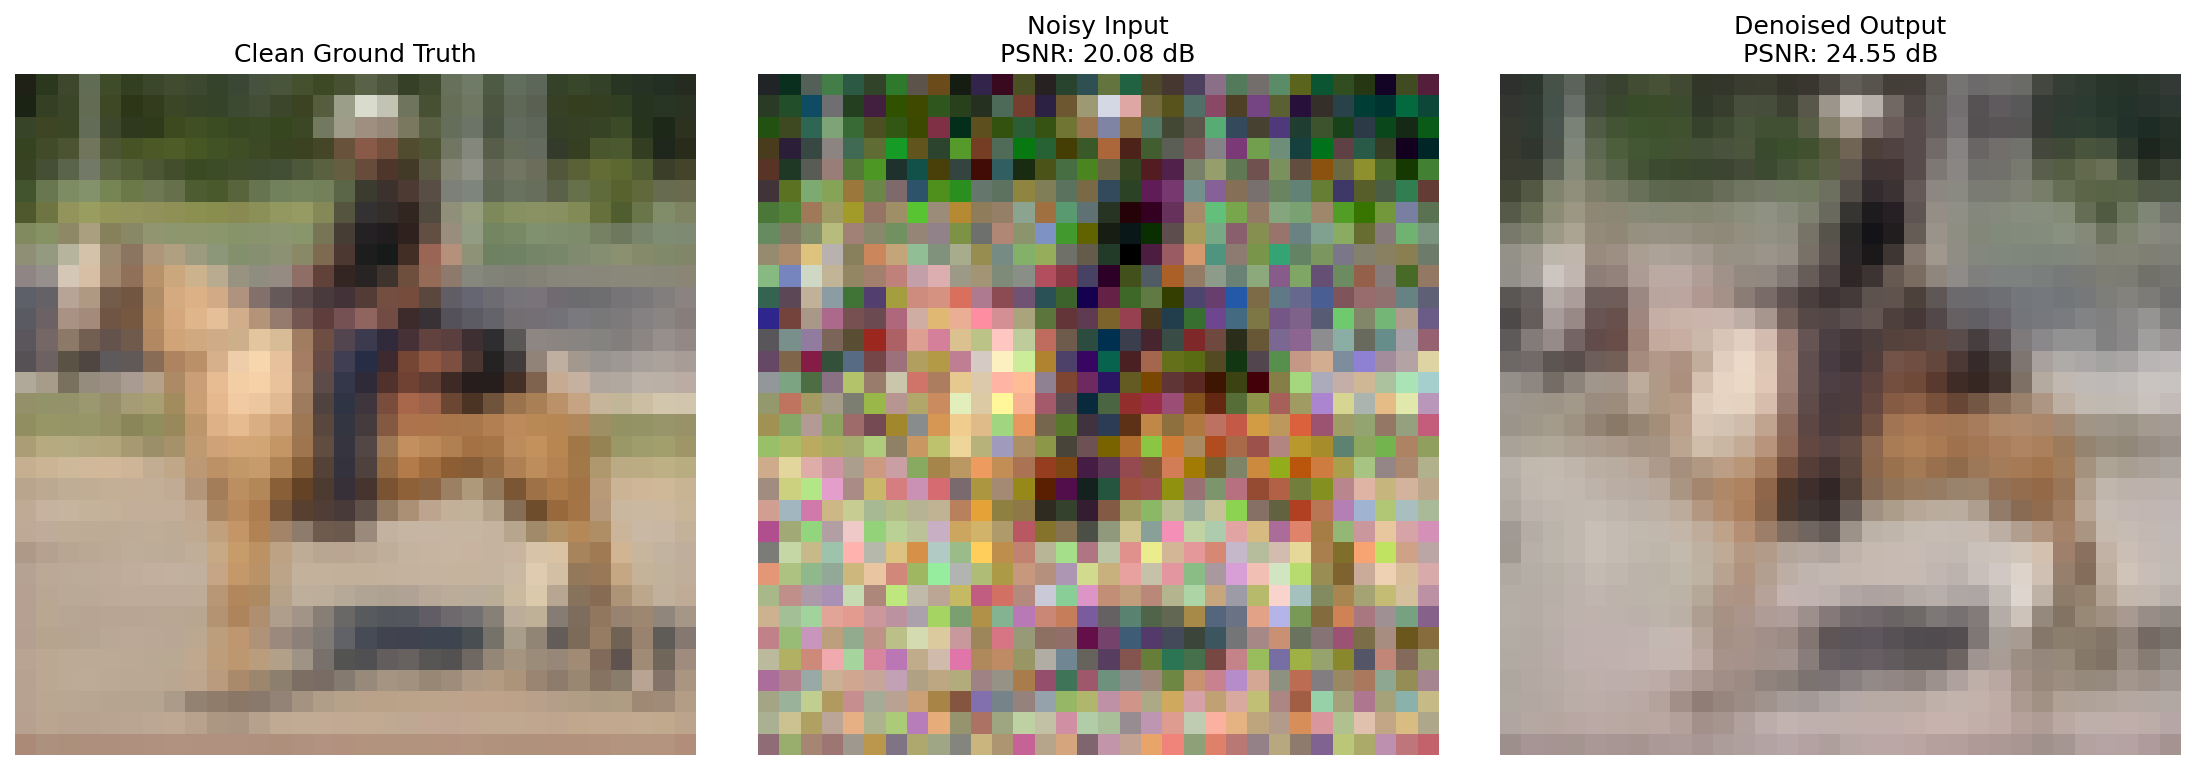 Clean Ground Truth
Noisy Input
PSNR: 20.08 dB
Denoised Output
PSNR: 24.55 dB